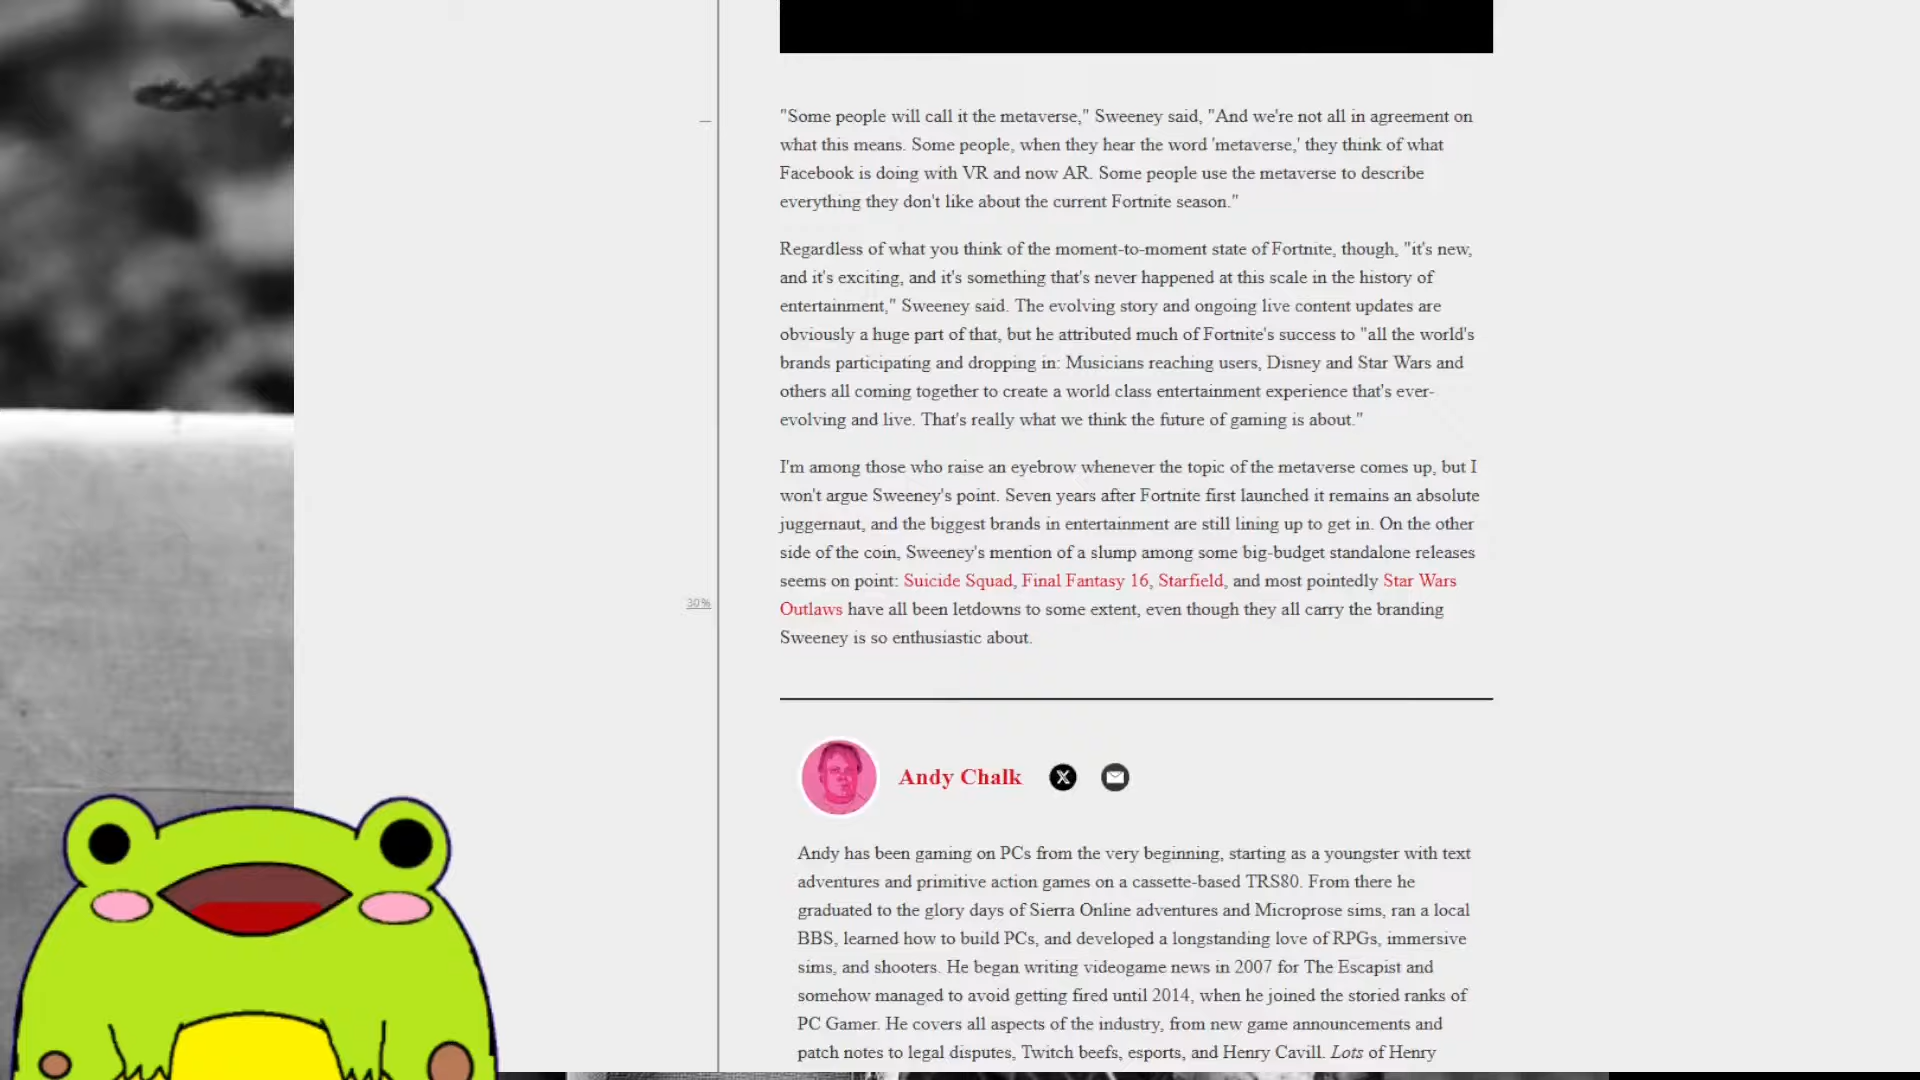 "Some people will call it the metaverse," Sweeney said, "And we're not all in agreement on
what this means. Some people, when they hear the word 'metaverse,' they think of what
Facebook is doing with VR and now AR. Some people use the metaverse to describe
everything they don't like about the current Fortnite season."
Regardless of what you think of the moment-to-moment state of Fortnite, though, "it's new,
and it's exciting, and it's something that's never happened at this scale in the history of
entertainment," Sweeney said. The evolving story and ongoing live content updates are
obviously a huge part of that, but he attributed much of Fortnite's success to "all the world's
brands participating and dropping in: Musicians reaching users, Disney and Star Wars and
others all coming together to create a world class entertainment experience that's ever-
evolving and live. That's really what we think the future of gaming is about."
I'm among those who raise an eyebrow whenever the topic of the metaverse comes up, but I
won't argue Sweeney's point. Seven years after Fortnite first launched it remains an absolute
juggernaut, and the biggest brands in entertainment are still lining up to get in. On the other
side of the coin, Sweeney's mention of a slump among some big-budget standalone releases
seems on point: Suicide Squad, Final Fantasy 16, Starfield, and most pointedly Star Wars
Outlaws have all been letdowns to some extent, even though they all carry the branding
Sweeney is so enthusiastic about.
30%
Andy Chalk
Andy has been gaming on PCs from the very beginning, starting as a youngster with text
adventures and primitive action games on a cassette-based TRS80. From there he
graduated to the glory days of Sierra Online adventures and Microprose sims, ran a local
BBS, learned how to build PCs, and developed a longstanding love of RPGs, immersive
sims, and shooters. He began writing videogame news in 2007 for The Escapist and
somehow managed to avoid getting fired until 2014, when he joined the storied ranks of
PC Gamer. He covers all aspects of the industry, from new game announcements and
patch notes to legal disputes, Twitch beefs, esports, and Henry Cavill. Lots of Henry